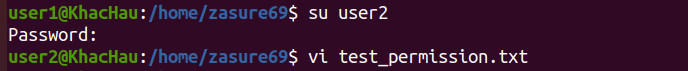 user1@KhacHau:/home/zasure69$ su user2
Password:
user2@KhacHau:/home/zasure69$ vi test_permission.txt